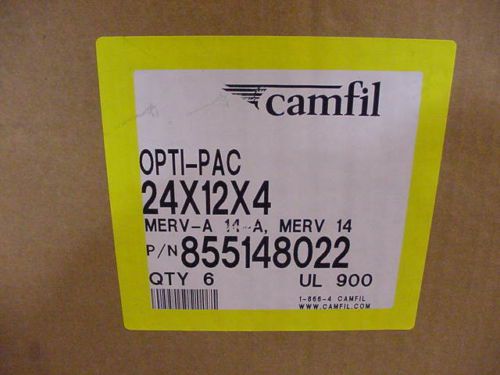 camfil
OPTI-PAC
24X12X4
MERV-A 14-A, MERV 14
P/N 855148022
QTY 6 UL 900
1-866-4 CAMFIL
WWW.CAMFIL.COM